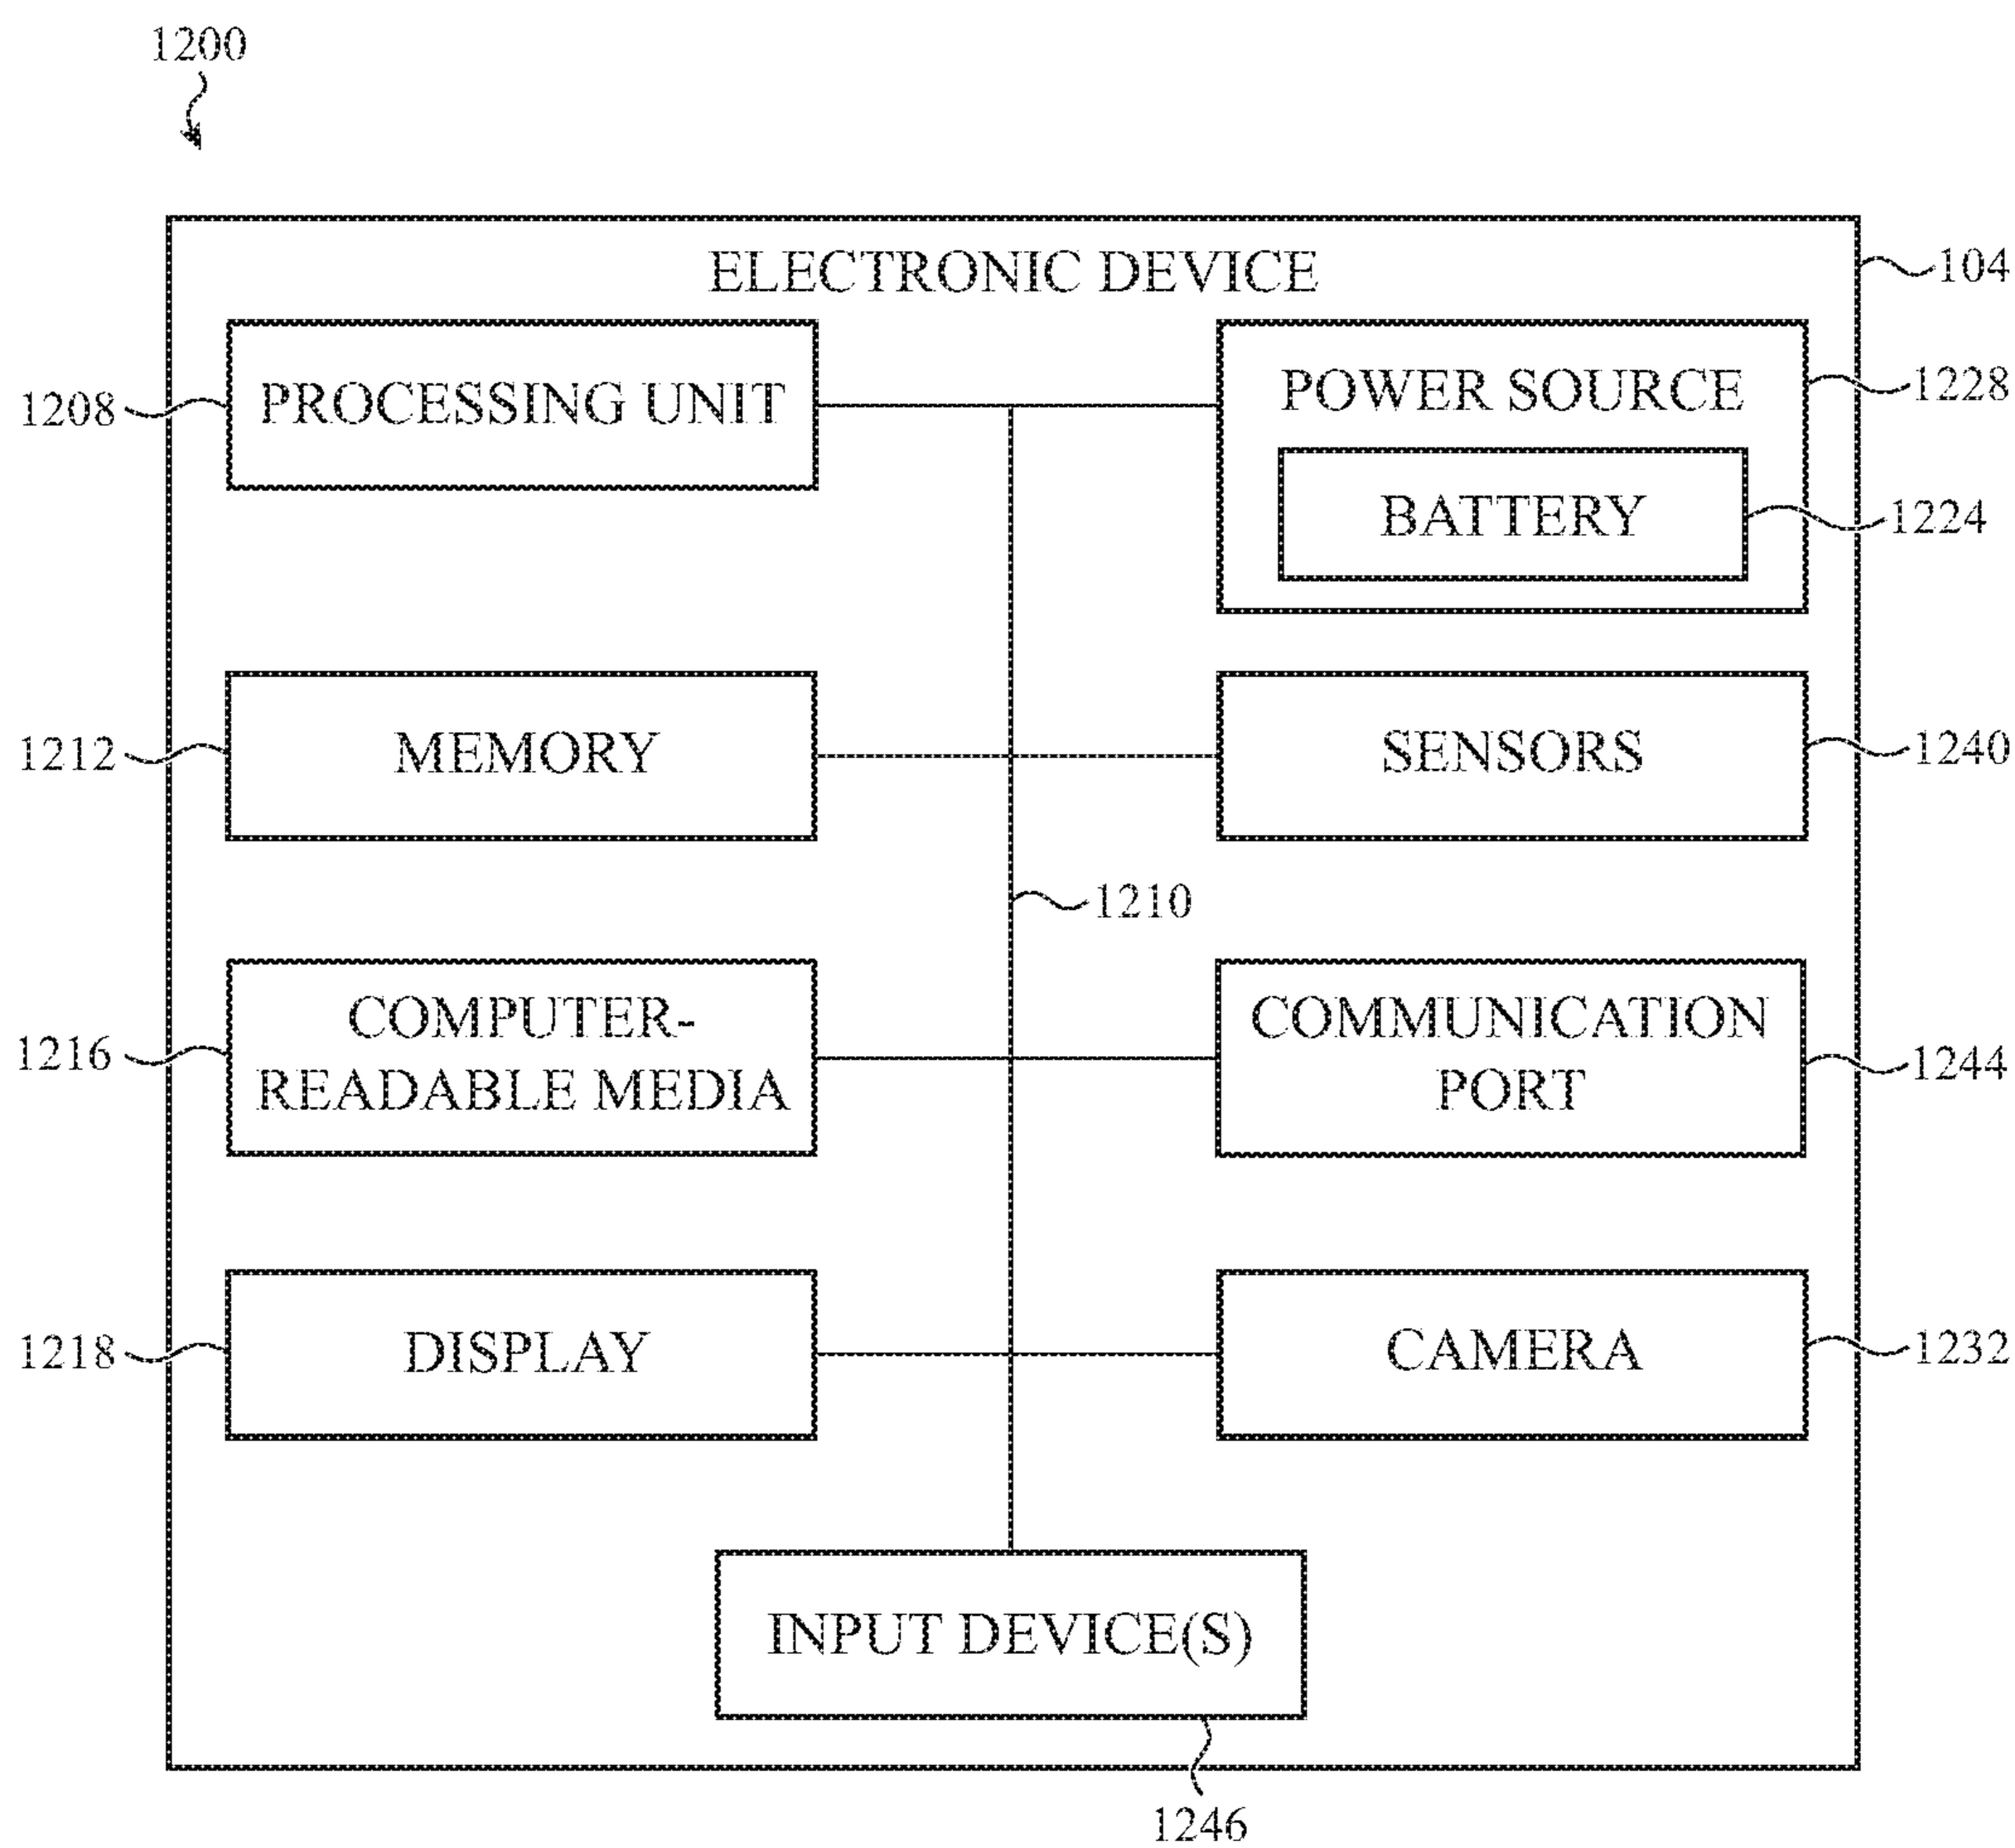 1200
ELECTRONIC DEVICE
104
1208
PROCESSING UNIT
POWER SOURCE
1228
BATTERY
1224
1212
MEMORY
SENSORS
1240
1210
1216
COMPUTER-
READABLE MEDIA
COMMUNICATION
PORT
1244
1218
DISPLAY
CAMERA
1232
INPUT DEVICE(S)
1246